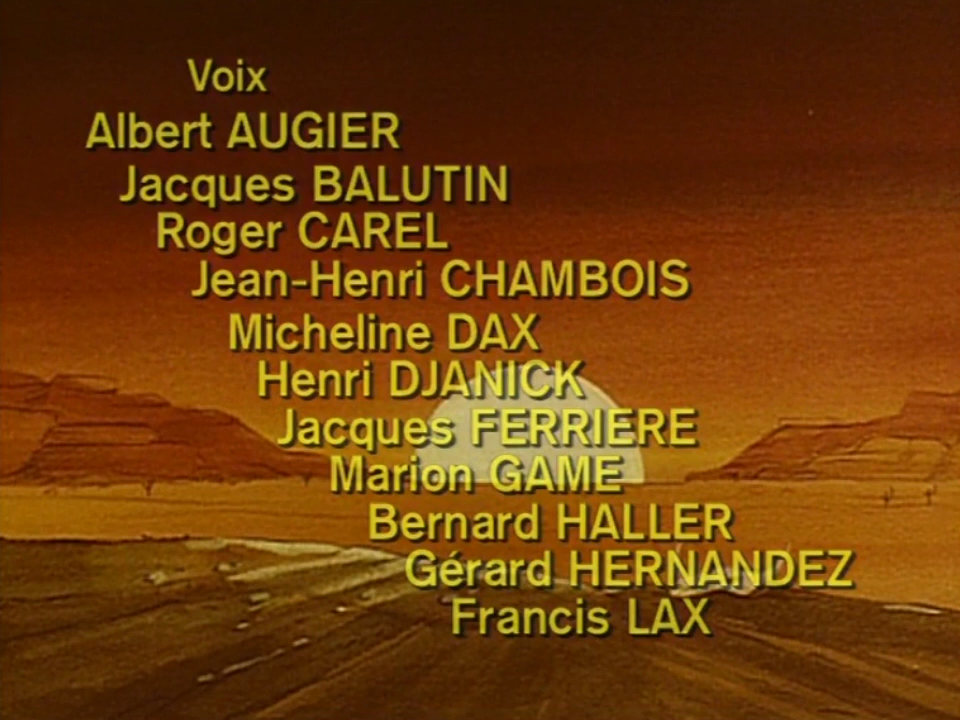 Voix
Albert AUGIER
Jacques BALUTIN
Roger CAREL
Jean-Henri CHAMBOIS
Micheline DAX
Henri DJANICK
Jacques FERRIERE
Marion GAME
Bernard HALLER
Gérard HERNANDEZ
Francis LAX